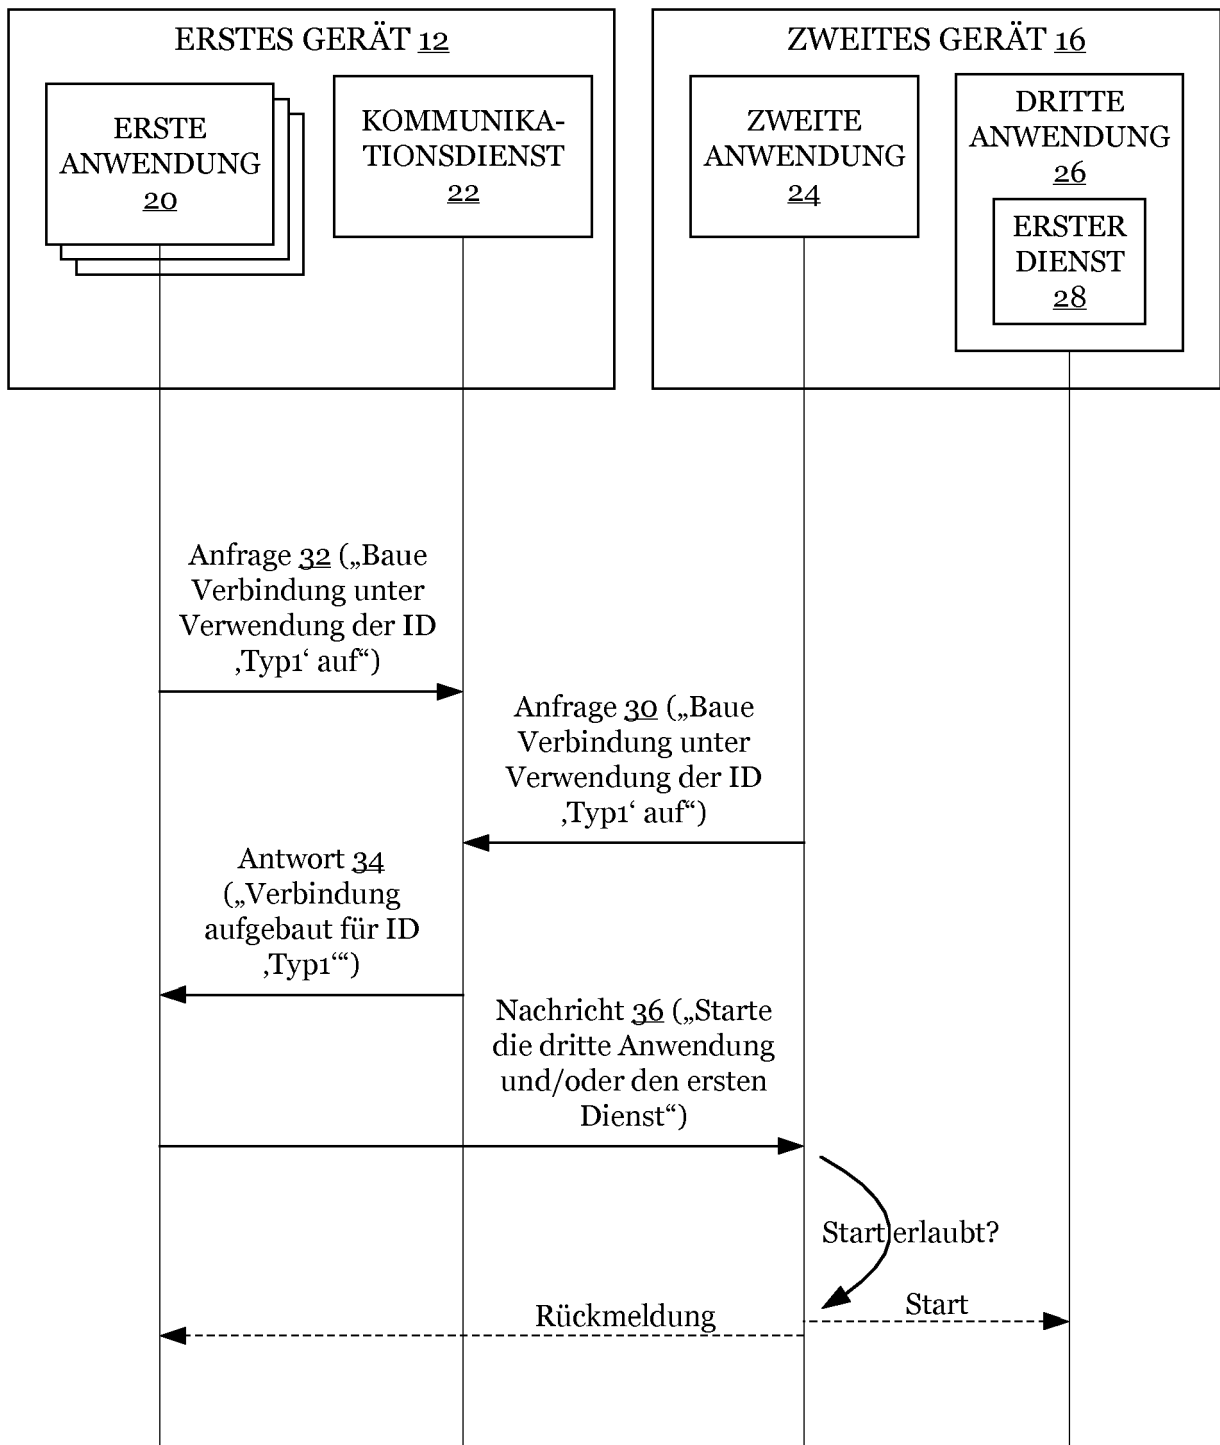 ERSTES GERÄT 12
ERSTE
ANWENDUNG
20
KOMMUNIKA-
TIONSDIENST
22
ZWEITES GERÄT 16
ZWEITE
ANWENDUNG
24
DRITTE
ANWENDUNG
26
ERSTER
DIENST
28
Anfrage 32 („Baue
Verbindung unter
Verwendung der ID
‚Typ1‘ auf“)
Anfrage 30 („Baue
Verbindung unter
Verwendung der ID
‚Typ1‘ auf“)
Antwort 34
(„Verbindung
aufgebaut für ID
‚Typ1‘“)
Nachricht 36 („Starte
die dritte Anwendung
und/oder den ersten
Dienst“)
Start erlaubt?
Start
Rückmeldung